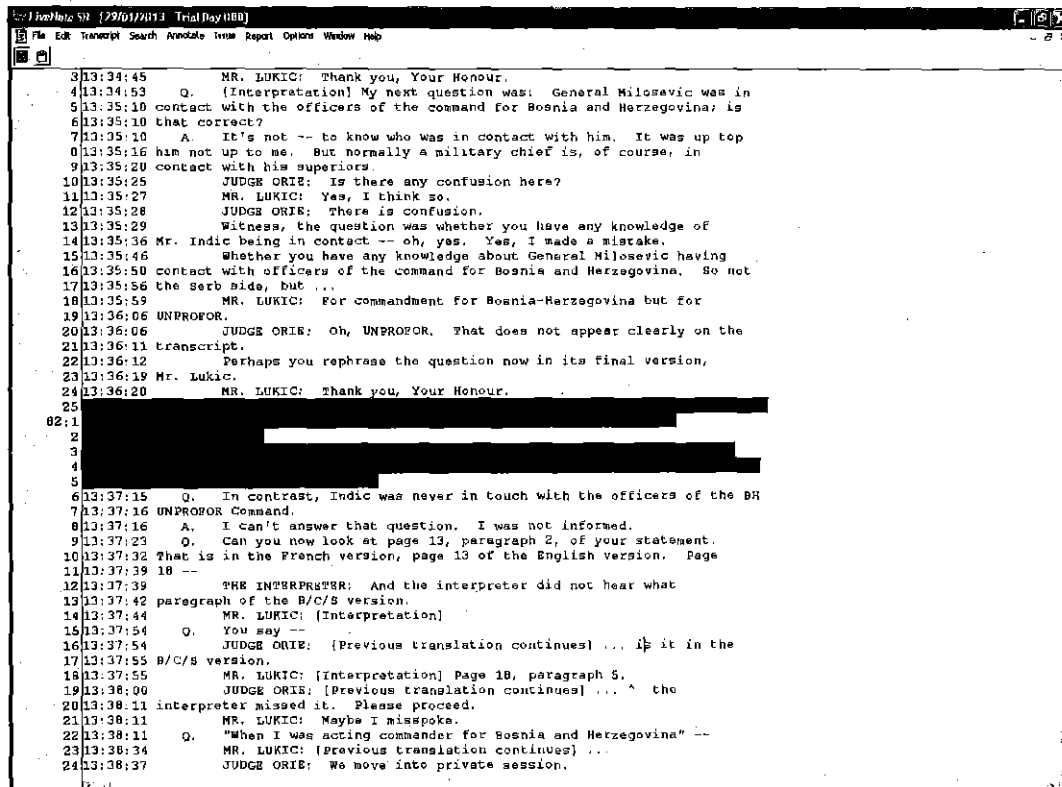 LiveNote SR [29/01/2013 Trial Day 080]
File Edit Transcript Search Annotate Issue Report Options Window Help
3 13:34:45 MR. LUKIC: Thank you, Your Honour.
4 13:34:53 Q. [Interpretation] My next question was: General Milosevic was in
5 13:35:10 contact with the officers of the command for Bosnia and Herzegovina; is
6 13:35:10 that correct?
7 13:35:10 A. It's not -- to know who was in contact with him. It was up top
8 13:35:16 him not up to me. But normally a military chief is, of course, in
9 13:35:20 contact with his superiors.
10 13:35:25 JUDGE ORIE: Is there any confusion here?
11 13:35:27 MR. LUKIC: Yes, I think so.
12 13:35:28 JUDGE ORIE: There is confusion.
13 13:35:29 Witness, the question was whether you have any knowledge of
14 13:35:36 Mr. Indic being in contact -- oh, yes. Yes, I made a mistake.
15 13:35:46 Whether you have any knowledge about General Milosevic having
16 13:35:50 contact with officers of the command for Bosnia and Herzegovina. So not
17 13:35:56 the Serb side, but ...
18 13:35:59 MR. LUKIC: For commandment for Bosnia-Herzegovina but for
19 13:36:06 UNPROFOR.
20 13:36:06 JUDGE ORIE: Oh, UNPROFOR. That does not appear clearly on the
21 13:36:11 transcript.
22 13:36:12 Perhaps you rephrase the question now in its final version,
23 13:36:19 Mr. Lukic.
24 13:36:20 MR. LUKIC: Thank you, Your Honour.
25
82:1
2
3
4
5
6 13:37:15 Q. In contrast, Indic was never in touch with the officers of the BH
7 13:37:16 UNPROFOR Command.
8 13:37:16 A. I can't answer that question. I was not informed.
9 13:37:23 Q. Can you now look at page 13, paragraph 2, of your statement.
10 13:37:32 That is in the French version, page 13 of the English version. Page
11 13:37:39 18 --
12 13:37:39 THE INTERPRETER: And the interpreter did not hear what
13 13:37:42 paragraph of the B/C/S version.
14 13:37:44 MR. LUKIC: [Interpretation]
15 13:37:54 Q. You say --
16 13:37:54 JUDGE ORIE: [Previous translation continues] ... is it in the
17 13:37:55 B/C/S version.
18 13:37:55 MR. LUKIC: [Interpretation] Page 18, paragraph 5.
19 13:38:00 JUDGE ORIE: [Previous translation continues] ... ^ the
20 13:38:11 interpreter missed it. Please proceed.
21 13:38:11 MR. LUKIC: Maybe I misspoke.
22 13:38:11 Q. "When I was acting commander for Bosnia and Herzegovina" --
23 13:38:34 MR. LUKIC: [Previous translation continues] ...
24 13:38:37 JUDGE ORIE: We move into private session.